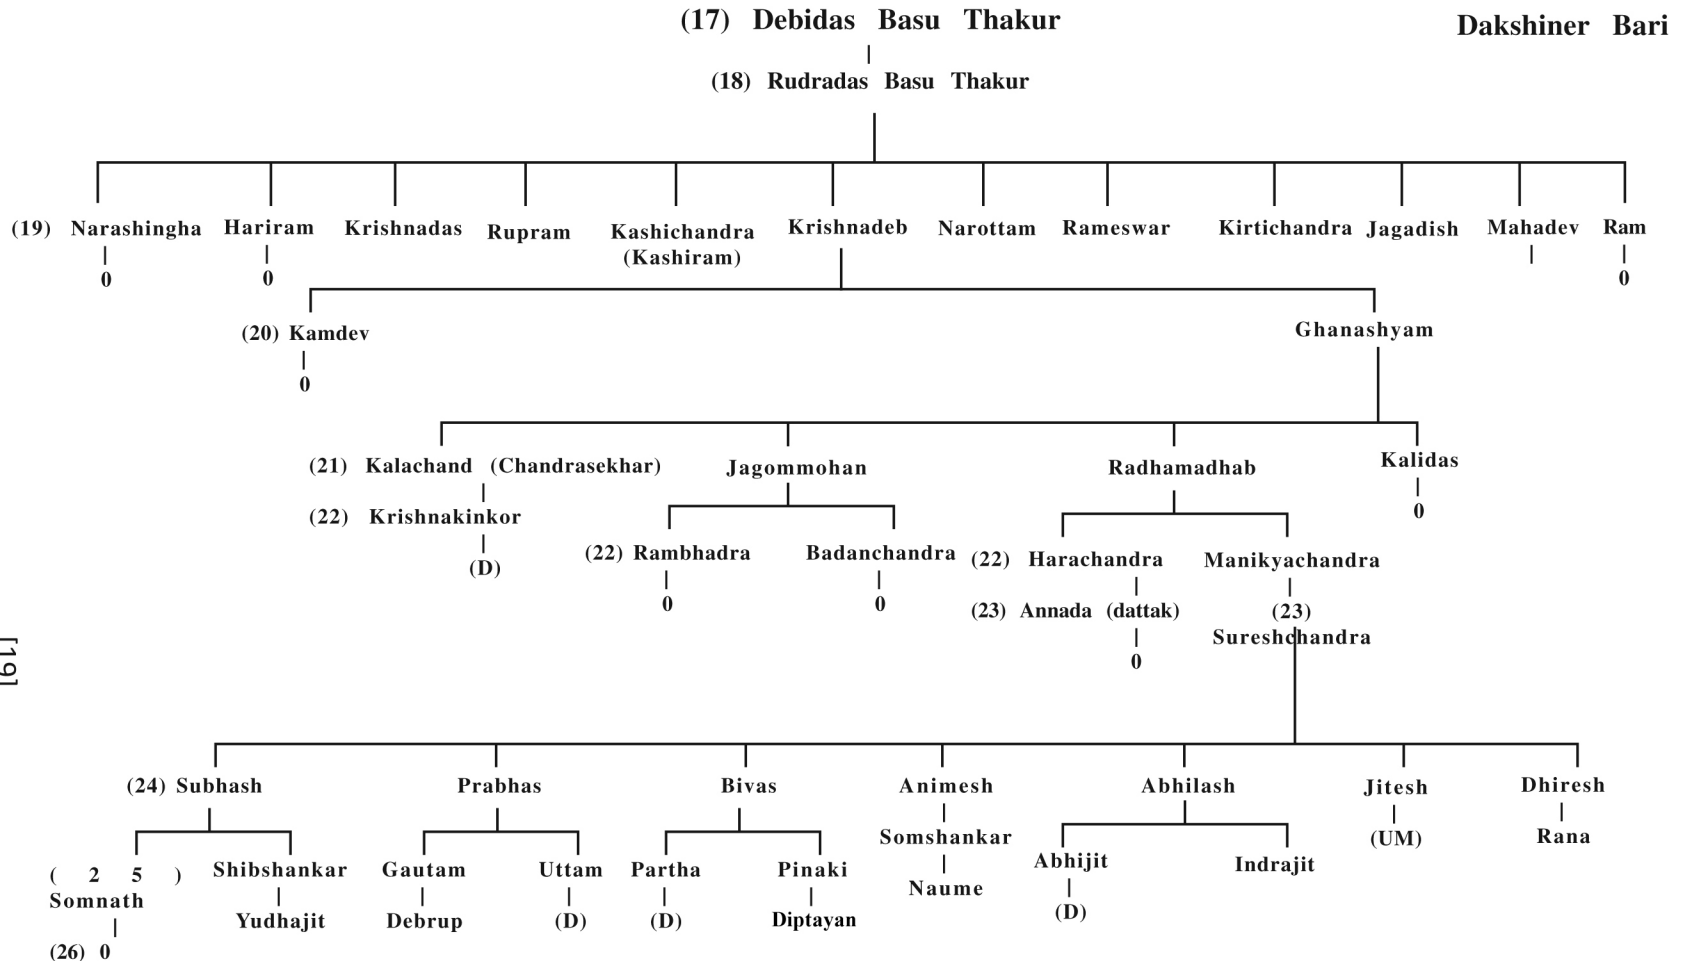 (17) Debidas Basu Thakur
Dakshiner Bari
(18) Rudradas Basu Thakur
(19) Narashingha Hariram Krishnadas Rupram Kashichandra Krishnadeb Narottam Rameswar Kirtichandra Jagadish Mahadev Ram
(Kashiram)
0 0 0
(20) Kamdev Ghanashyam
0
(21) Kalachand (Chandrasekhar) Jagommohan Radhamadhab Kalidas
0
(22) Krishnakinkor
(D)
(22) Rambhadra Badanchandra (22) Harachandra Manikyachandra
0 0 (23) Annada (dattak) (23)
Sureshchandra
0
[19]
(24) Subhash Prabhas Bivas Animesh Abhilash Jitesh Dhiresh
Somshankar (UM) Rana
( 2 5 ) Shibshankar Gautam Uttam Partha Pinaki Abhijit Indrajit
Somnath Naume
Yudhajit Debrup (D) (D) Diptayan (D)
(26) 0